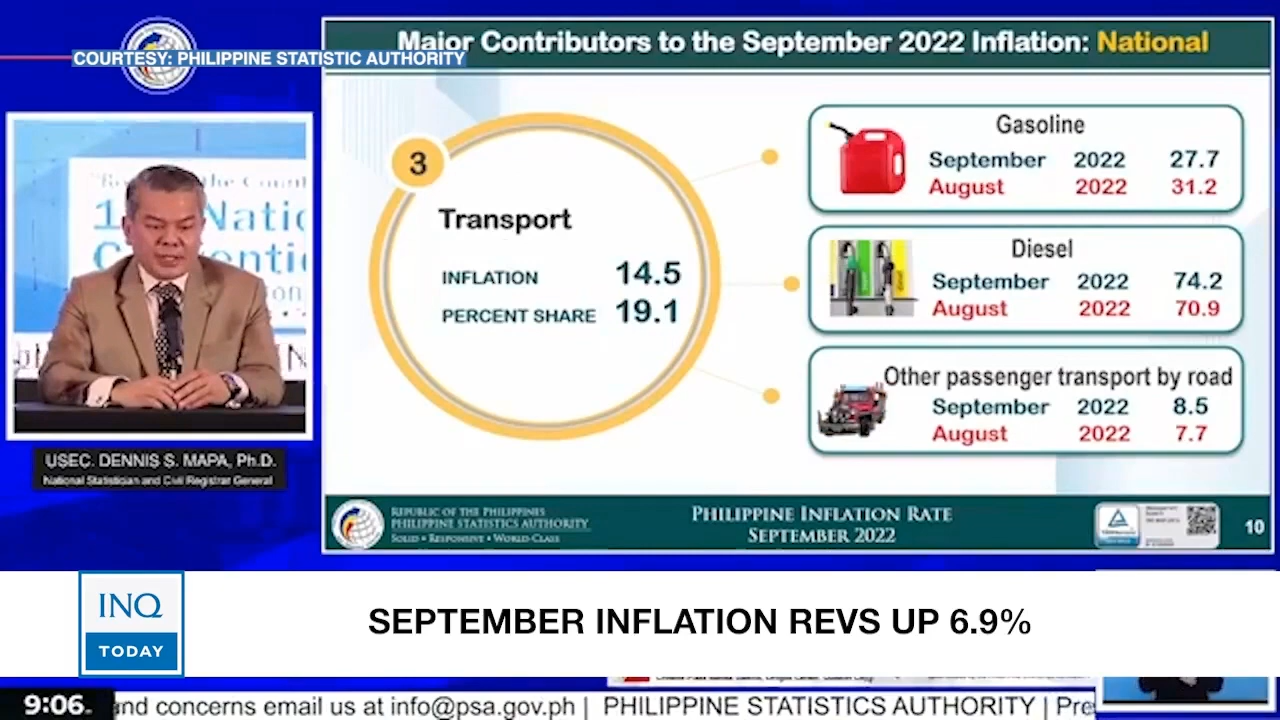 COURTESY: PHILIPPINE STATISTIC AUTHORITY
Major Contributors to the September 2022 Inflation: National
3
Transport
INFLATION 14.5
PERCENT SHARE 19.1
Gasoline
September 2022 27.7
August 2022 31.2
Diesel
September 2022 74.2
August 2022 70.9
Other passenger transport by road
September 2022 8.5
August 2022 7.7
USEC. DENNIS S. MAPA, Ph.D.
National Statistician and Civil Registrar General
REPUBLIC OF THE PHILIPPINES
PHILIPPINE STATISTICS AUTHORITY
SOLID • RESPONSIVE • WORLD-CLASS
PHILIPPINE INFLATION RATE
SEPTEMBER 2022
10
INQ
TODAY
SEPTEMBER INFLATION REVS UP 6.9%
9:06
and concerns email us at info@psa.gov.ph | PHILIPPINE STATISTICS AUTHORITY |